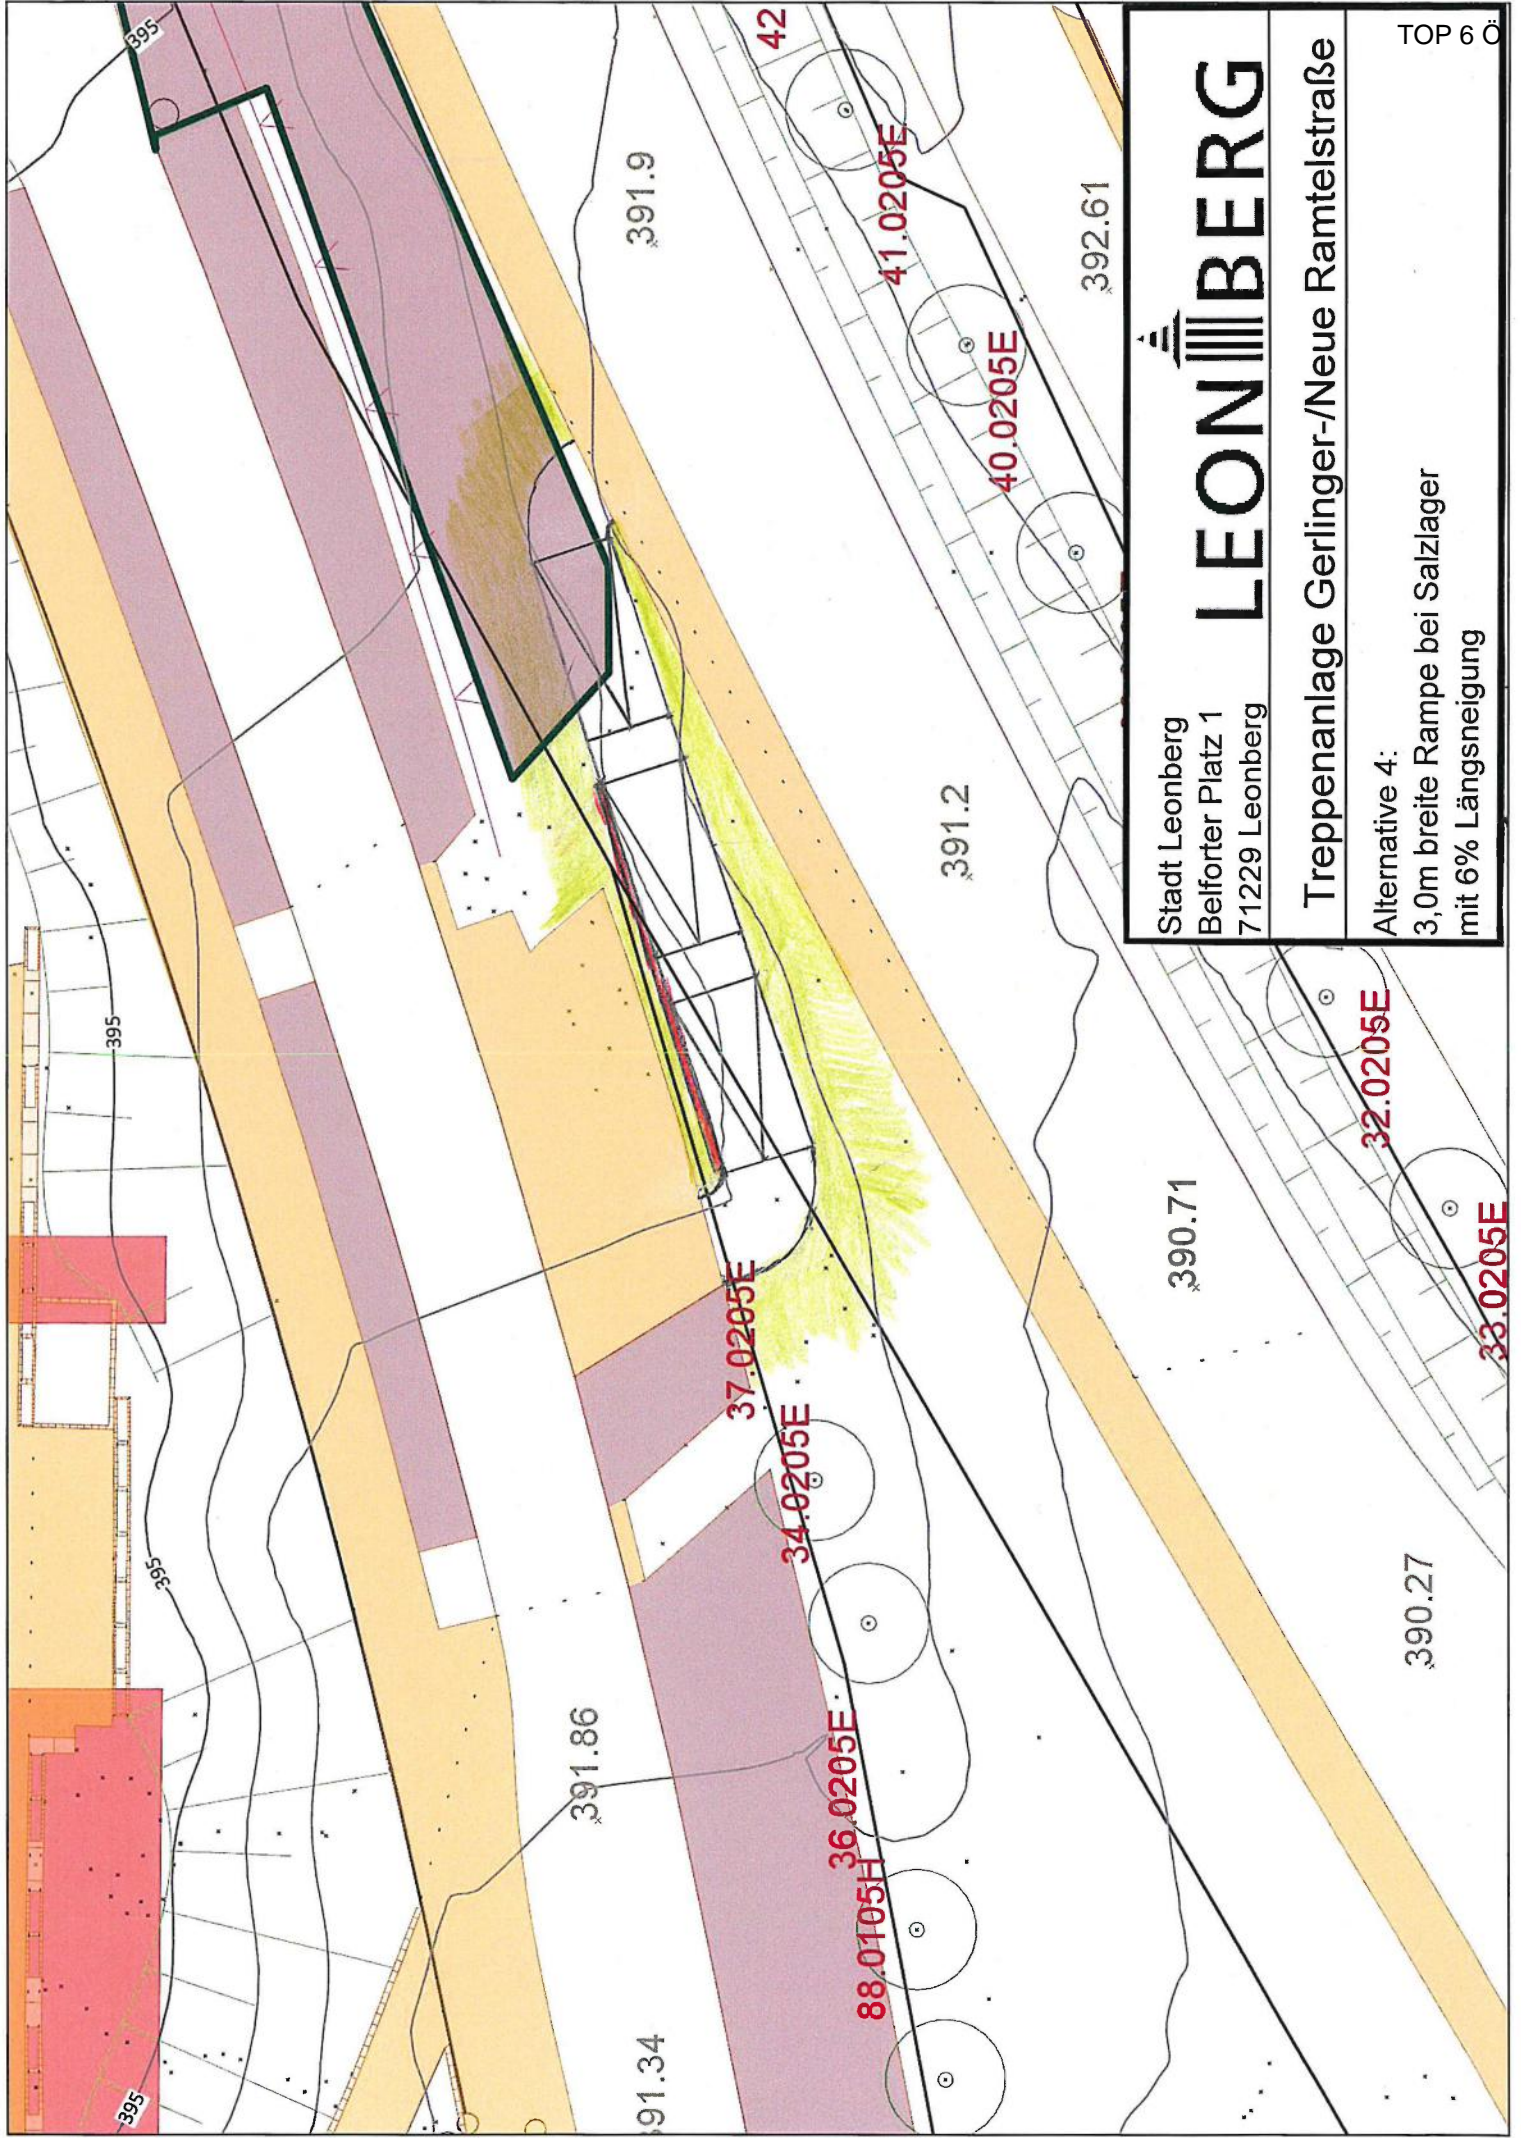 TOP 6 Ö
Stadt Leonberg
Belforter Platz 1
71229 Leonberg
LEONBERG
Treppenanlage Gerlinger-/Neue Ramtelstraße
Alternative 4:
3,0m breite Rampe bei Salzlager
mit 6% Längsneigung
395
395
395
395
391.9
392.61
391.2
390.71
390.27
391.86
391.34
42
41.0205E
40.0205E
37.0205E
34.0205E
36.0205E
88.0105H
32.0205E
33.0205E